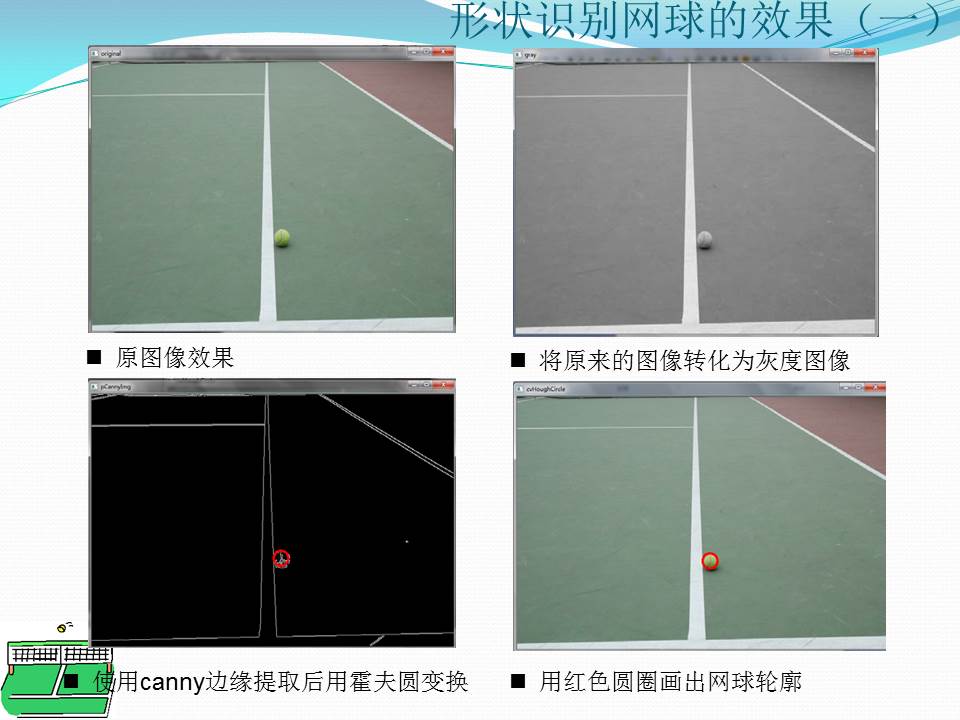 形状识别网球的效果（一）
original
gray
■ 原图像效果
■ 将原来的图像转化为灰度图像
pCannyImg
cvHoughCircle
■ 使用canny边缘提取后用霍夫圆变换
■ 用红色圆圈画出网球轮廓